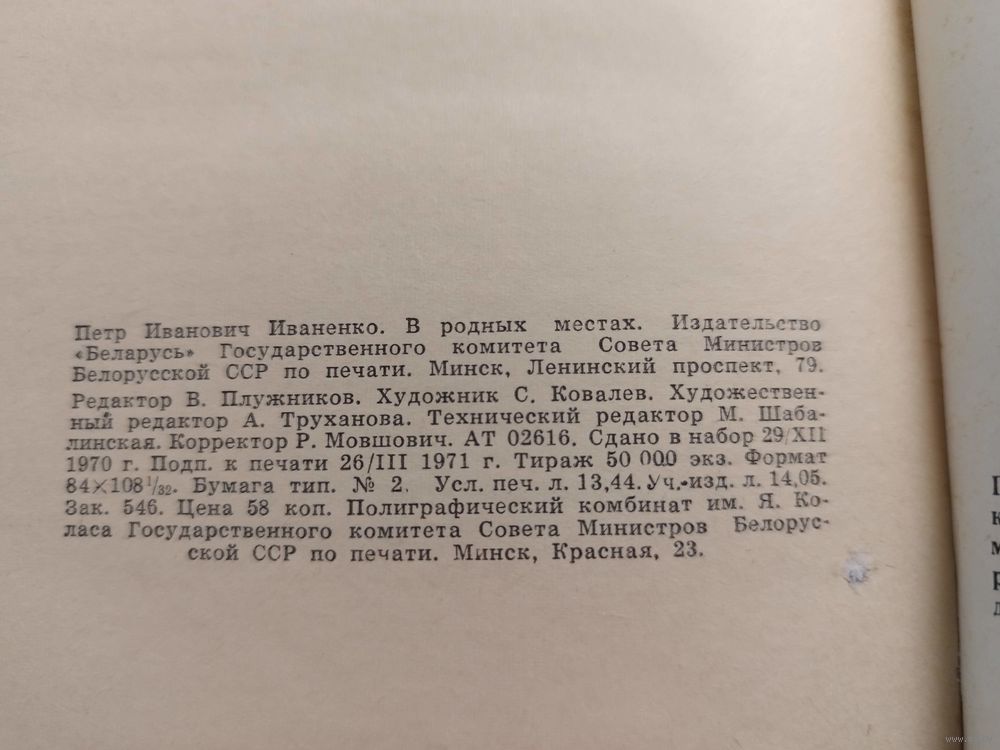 Петр Иванович Иваненко. В родных местах. Издательство
«Беларусь» Государственного комитета Совета Министров
Белорусской ССР по печати. Минск, Ленинский проспект, 79.
Редактор В. Плужников. Художник С. Ковалев. Художествен-
ный редактор А. Труханова. Технический редактор М. Шаба-
линская. Корректор Р. Мовшович. АТ 02616. Сдано в набор 29/XII
1970 г. Подп. к печати 26/III 1971 г. Тираж 50 000 экз. Формат
84×108 1/32. Бумага тип. № 2. Усл. печ. л. 13,44. Уч.-изд. л. 14,05.
Зак. 546. Цена 58 коп. Полиграфический комбинат им. Я. Ко-
ласа Государственного комитета Совета Министров Белорус-
ской ССР по печати. Минск, Красная, 23.